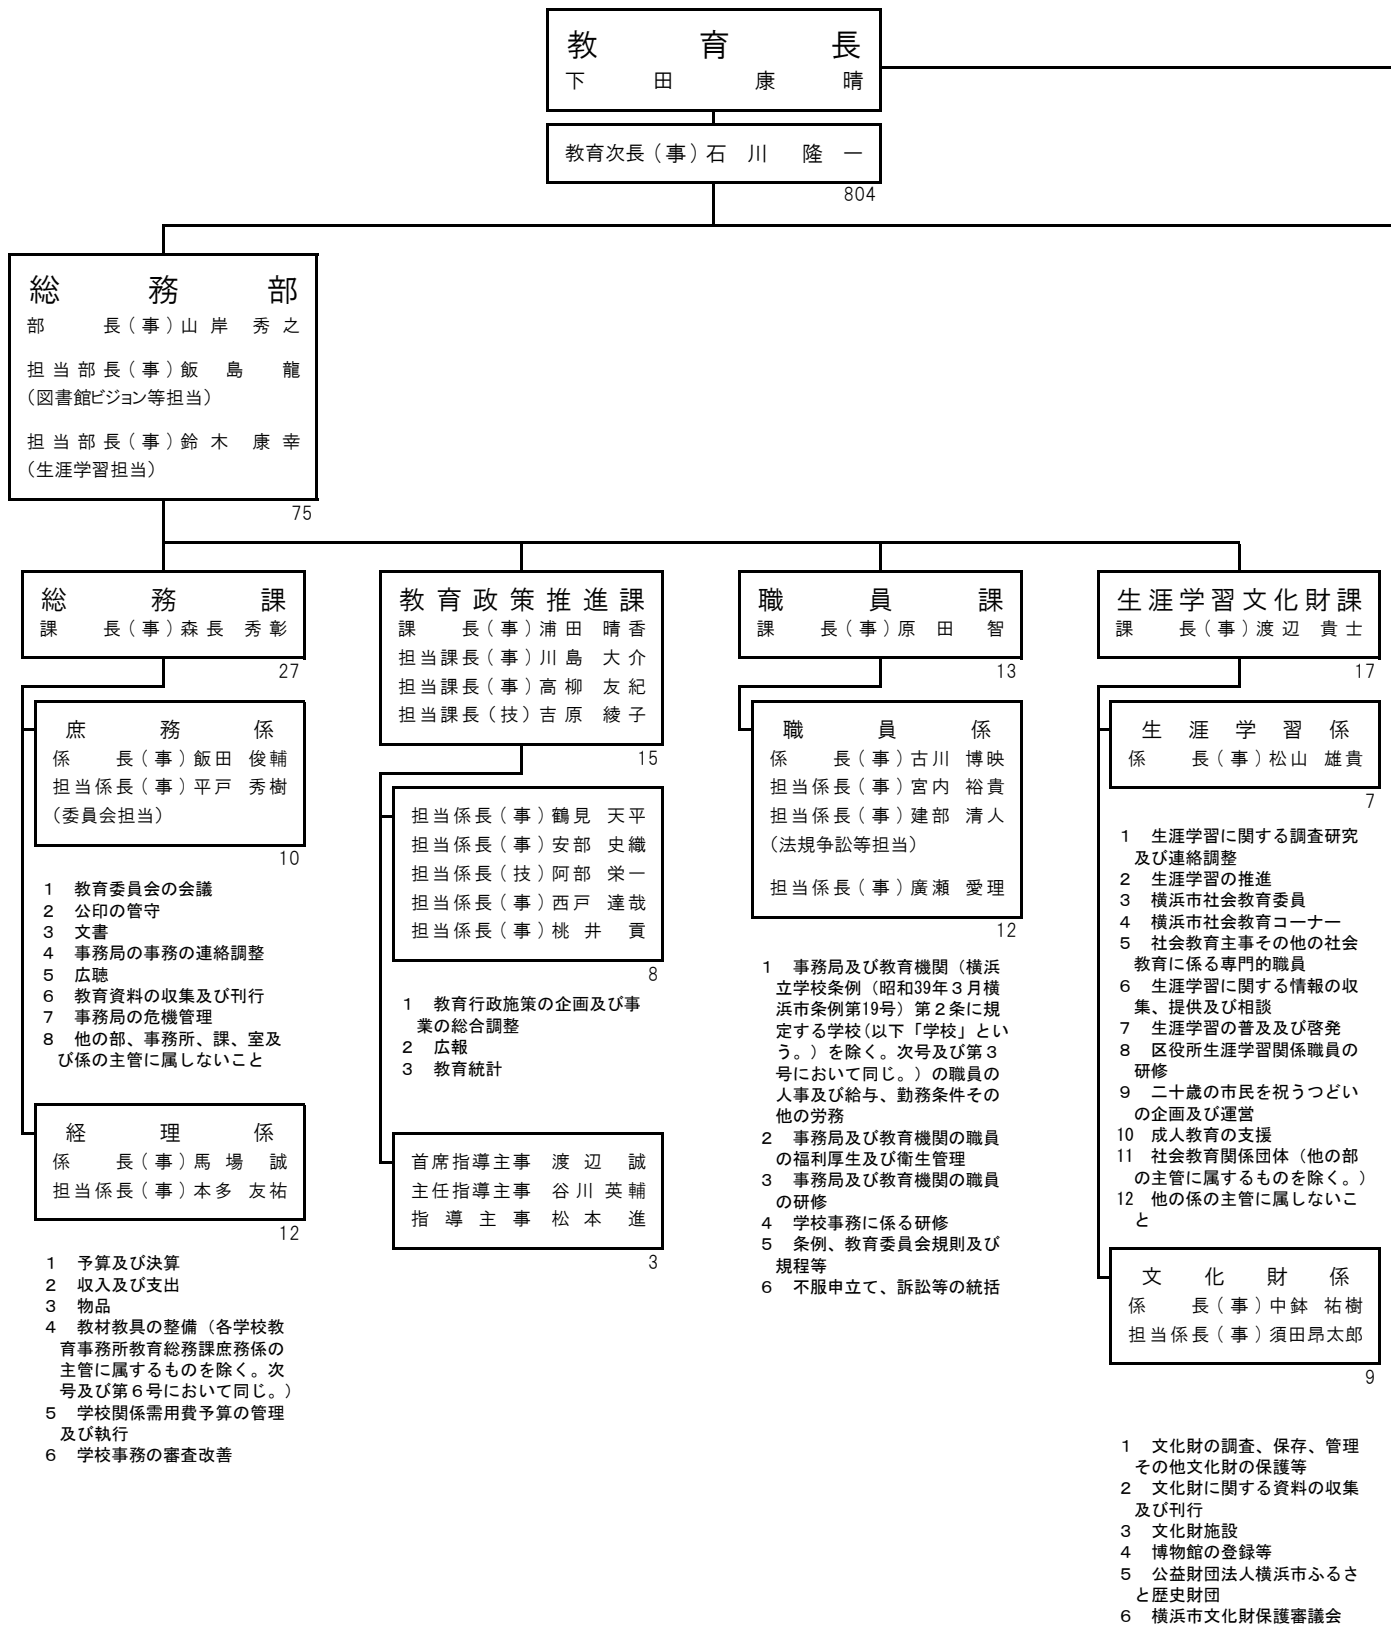 教育長
下田康晴
教育次長(事)石川 隆一
804
総務部
部長(事)山岸 秀之
担当部長(事)飯島 龍
(図書館ビジョン等担当)
担当部長(事)鈴木 康幸
(生涯学習担当)
75
総務課
課長(事)森長 秀彰
27
庶務係
係長(事)飯田 俊輔
担当係長(事)平戸 秀樹
(委員会担当)
10
1 教育委員会の会議
2 公印の管守
3 文書
4 事務局の事務の連絡調整
5 広聴
6 教育資料の収集及び刊行
7 事務局の危機管理
8 他の部、事務所、課、室及
び係の主管に属しないこと
経理係
係長(事)馬場 誠
担当係長(事)本多 友祐
12
1 予算及び決算
2 収入及び支出
3 物品
4 教材教具の整備(各学校教
育事務所教育総務課庶務係の
主管に属するものを除く。次
号及び第6号において同じ。)
5 学校関係需用費予算の管理
及び執行
6 学校事務の審査改善
教育政策推進課
課長(事)浦田 晴香
担当課長(事)川島 大介
担当課長(事)高柳 友紀
担当課長(技)吉原 綾子
15
担当係長(事)鶴見 天平
担当係長(事)安部 史織
担当係長(技)阿部 栄一
担当係長(事)西戸 達哉
担当係長(事)桃井 貢
8
1 教育行政施策の企画及び事
業の総合調整
2 広報
3 教育統計
首席指導主事 渡辺 誠
主任指導主事 谷川 英輔
指導主事 松本 進
3
職員課
課長(事)原田 智
13
職員係
係長(事)古川 博映
担当係長(事)宮内 裕貴
担当係長(事)建部 清人
(法規争訟等担当)
担当係長(事)廣瀬 愛理
12
1 事務局及び教育機関(横浜
立学校条例(昭和39年3月横
浜市条例第19号)第2条に規
定する学校(以下「学校」とい
う。)を除く。次号及び第3
号において同じ。)の職員の
人事及び給与、勤務条件その
他の労務
2 事務局及び教育機関の職員
の福利厚生及び衛生管理
3 事務局及び教育機関の職員
の研修
4 学校事務に係る研修
5 条例、教育委員会規則及び
規程等
6 不服申立て、訴訟等の統括
生涯学習文化財課
課長(事)渡辺 貴士
17
生涯学習係
係長(事)松山 雄貴
7
1 生涯学習に関する調査研究
及び連絡調整
2 生涯学習の推進
3 横浜市社会教育委員
4 横浜市社会教育コーナー
5 社会教育主事その他の社会
教育に係る専門的職員
6 生涯学習に関する情報の収
集、提供及び相談
7 生涯学習の普及及び啓発
8 区役所生涯学習関係職員の
研修
9 二十歳の市民を祝うつどい
の企画及び運営
10 成人教育の支援
11 社会教育関係団体(他の部
の主管に属するものを除く。)
12 他の係の主管に属しないこ
と
文化財係
係長(事)中鉢 祐樹
担当係長(事)須田昂太郎
9
1 文化財の調査、保存、管理
その他文化財の保護等
2 文化財に関する資料の収集
及び刊行
3 文化財施設
4 博物館の登録等
5 公益財団法人横浜市ふるさ
と歴史財団
6 横浜市文化財保護審議会